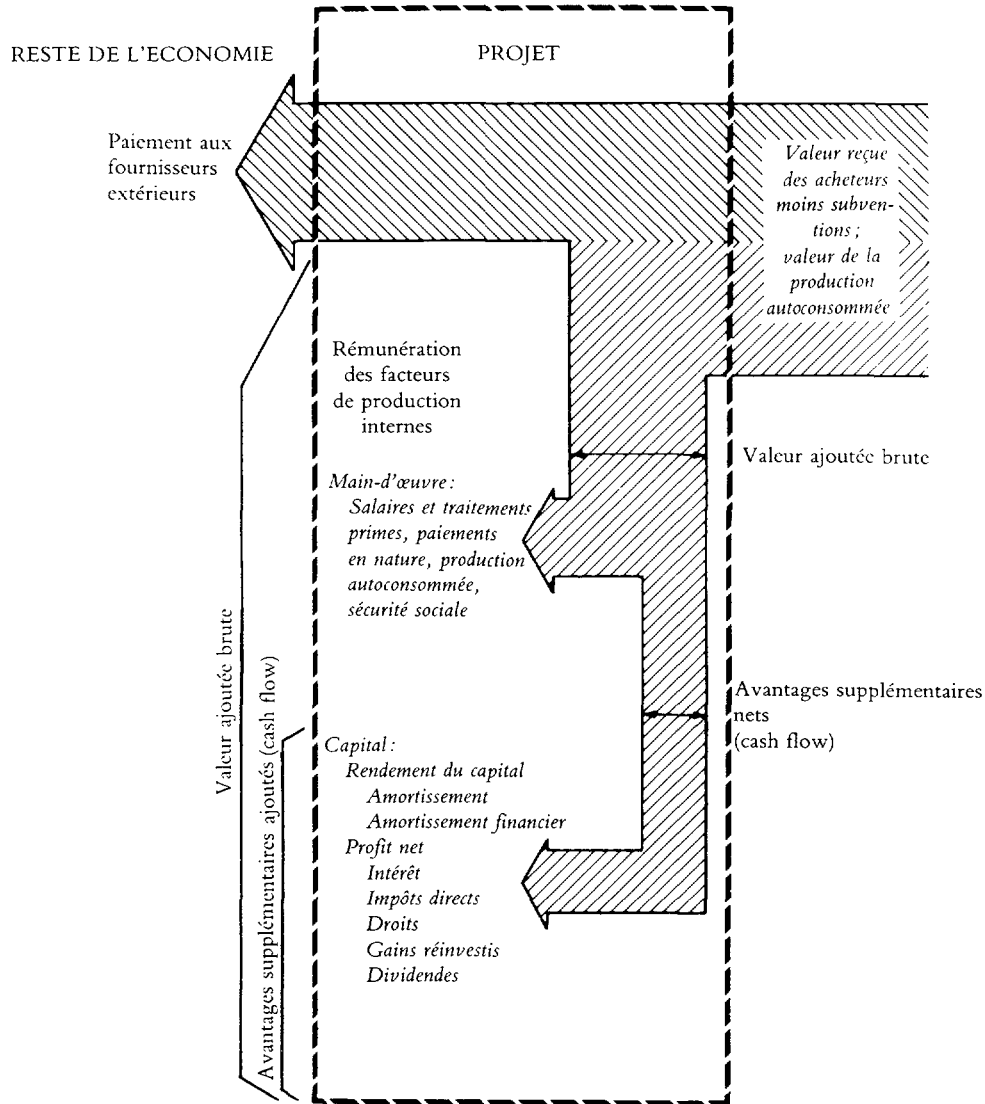 RESTE DE L'ECONOMIE
PROJET
Paiement aux
fournisseurs
extérieurs
Valeur reçue
des acheteurs
moins subven-
tions ;
valeur de la
production
autoconsommée
Rémunération
des facteurs
de production
internes
Valeur ajoutée brute
Main-d'œuvre :
Salaires et traitements
primes, paiements
en nature, production
autoconsommée,
sécurité sociale
Avantages supplémentaires
nets
(cash flow)
Capital :
Rendement du capital
Amortissement
Amortissement financier
Profit net
Intérêt
Impôts directs
Droits
Gains réinvestis
Dividendes
Valeur ajoutée brute
Avantages supplémentaires ajoutés (cash flow)